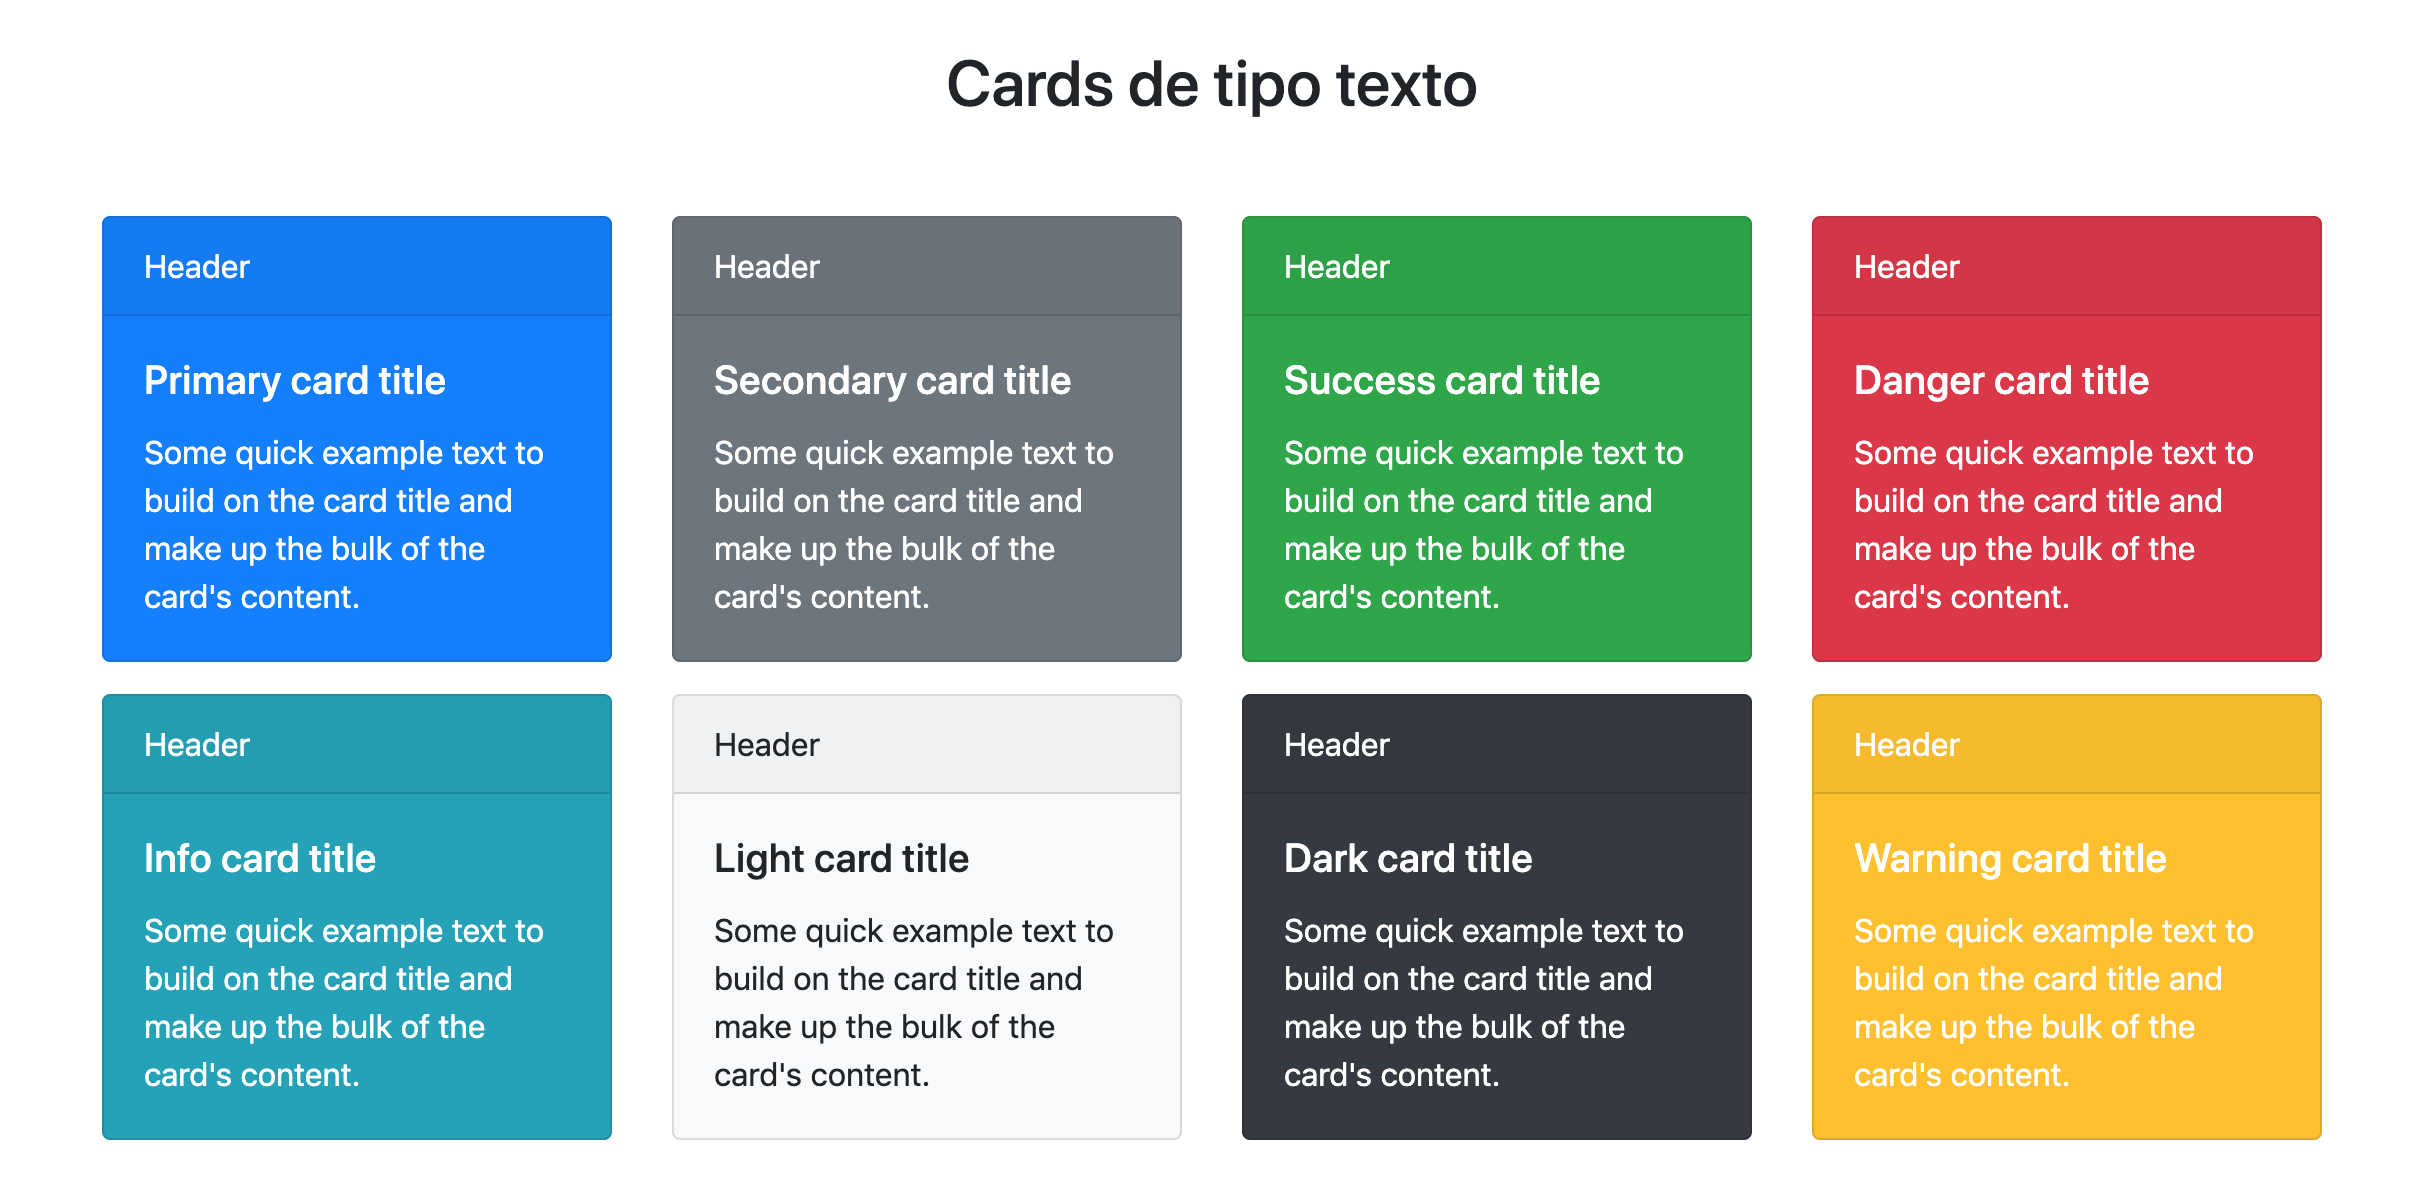 Cards de tipo texto
Header
Primary card title
Some quick example text to
build on the card title and
make up the bulk of the
card's content.
Header
Secondary card title
Some quick example text to
build on the card title and
make up the bulk of the
card's content.
Header
Success card title
Some quick example text to
build on the card title and
make up the bulk of the
card's content.
Header
Danger card title
Some quick example text to
build on the card title and
make up the bulk of the
card's content.
Header
Info card title
Some quick example text to
build on the card title and
make up the bulk of the
card's content.
Header
Light card title
Some quick example text to
build on the card title and
make up the bulk of the
card's content.
Header
Dark card title
Some quick example text to
build on the card title and
make up the bulk of the
card's content.
Header
Warning card title
Some quick example text to
build on the card title and
make up the bulk of the
card's content.